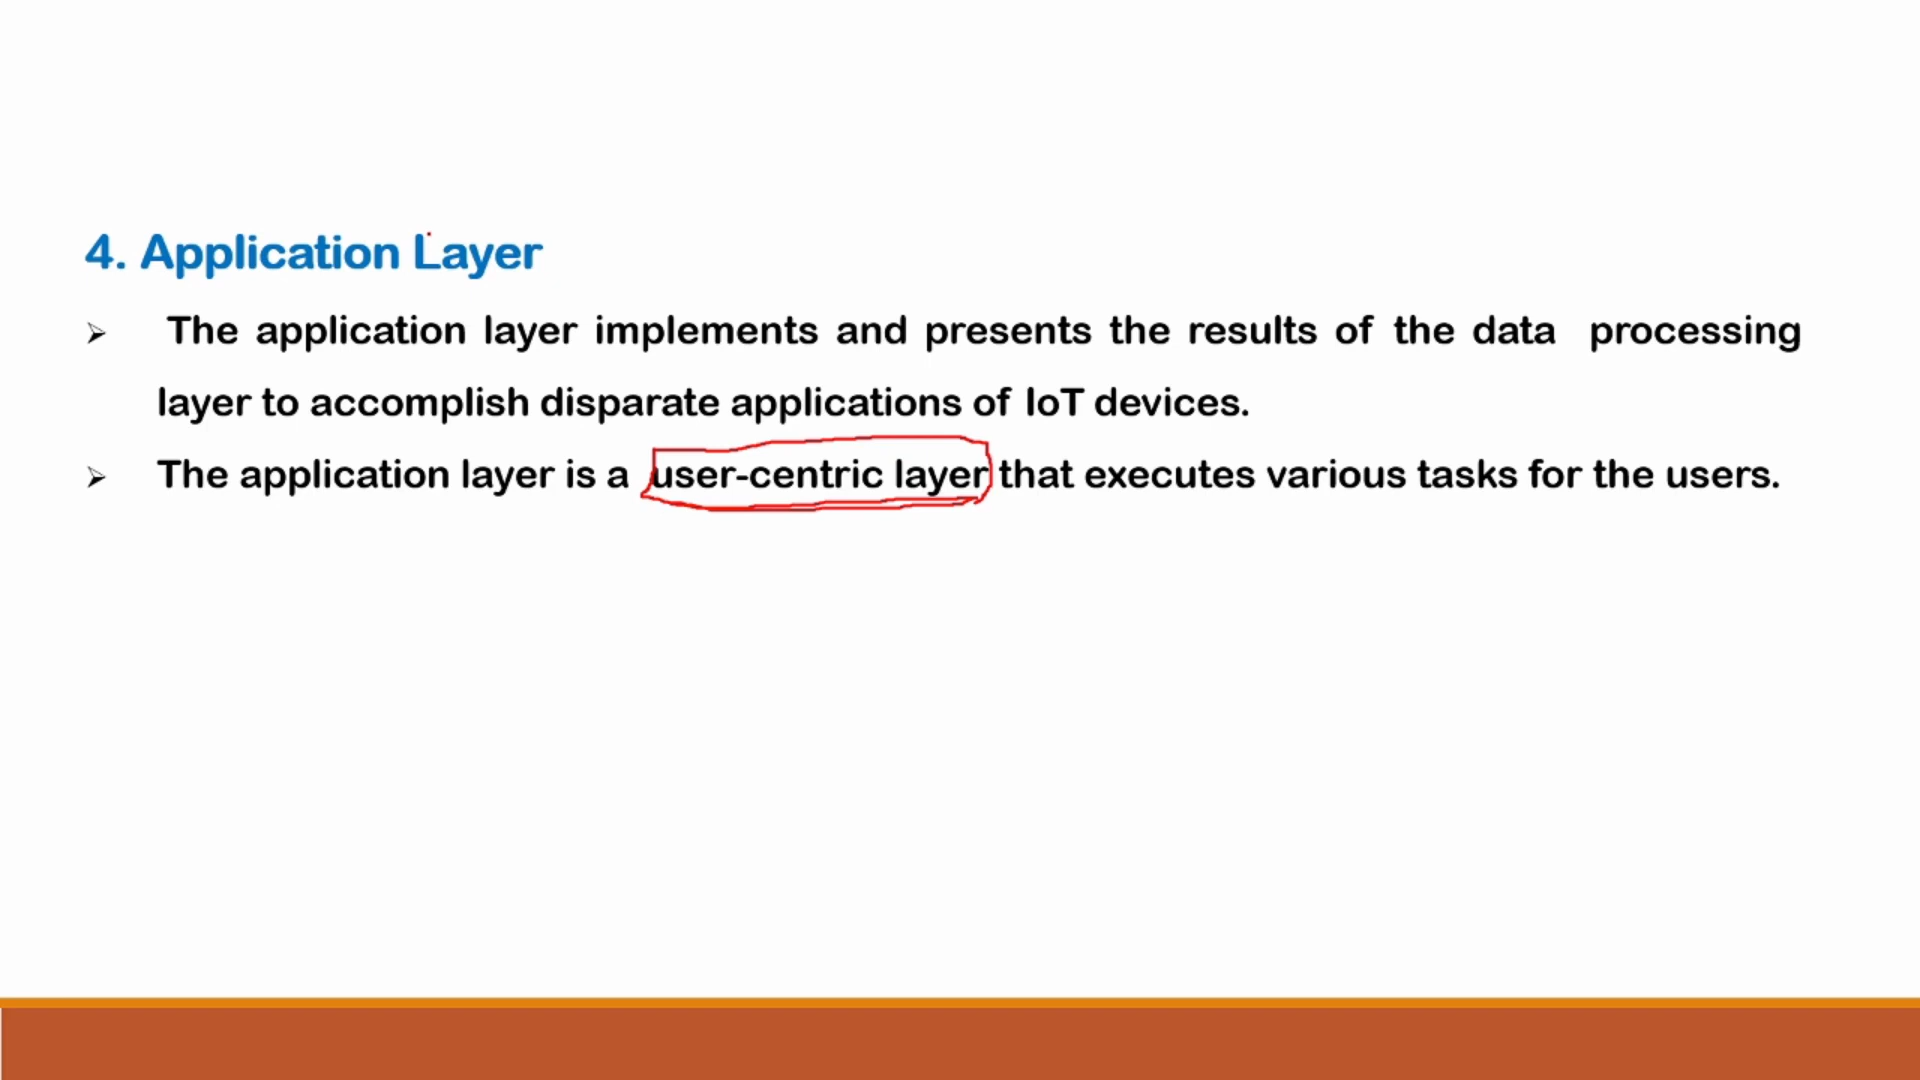 4. Application Layer
➢ The application layer implements and presents the results of the data processing
layer to accomplish disparate applications of IoT devices.
➢ The application layer is a user-centric layer that executes various tasks for the users.